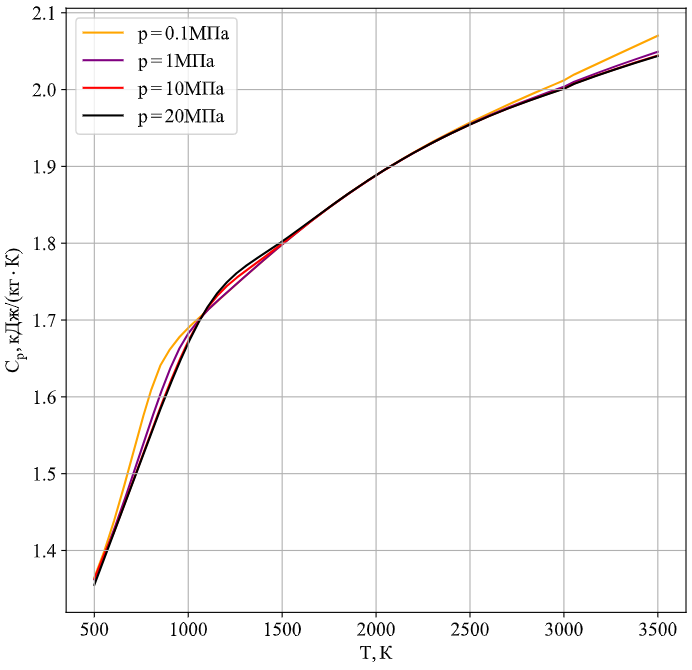 2.1
2.0
1.9
1.8
1.7
1.6
1.5
1.4
Cp, кДж/(кг · К)
p = 0.1МПа
p = 1МПа
p = 10МПа
p = 20МПа
500 1000 1500 2000 2500 3000 3500
T, К